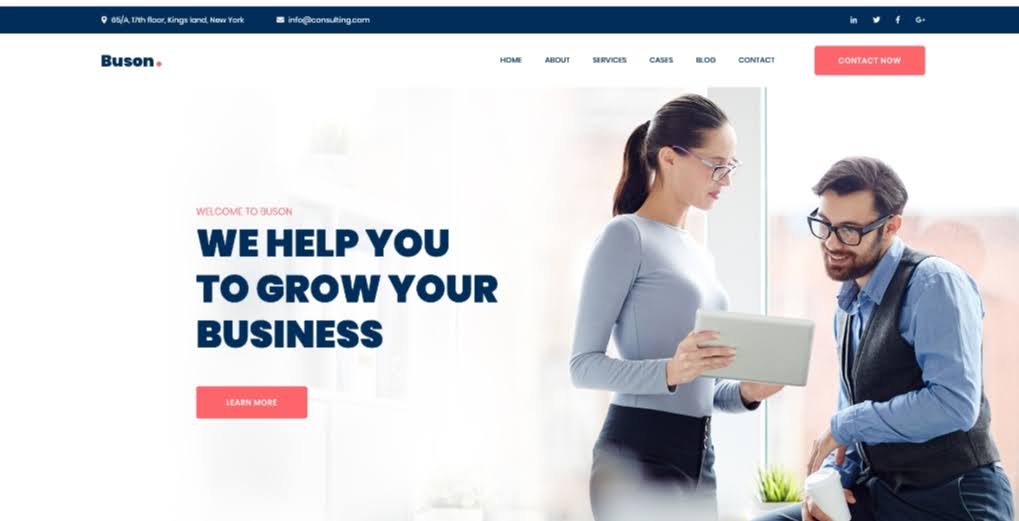 65/A, 17th floor, Kings land, New York
info@consulting.com
in
G+
Buson.
HOME ABOUT SERVICES CASES BLOG CONTACT
CONTACT NOW
WELCOME TO BUSON
WE HELP YOU
TO GROW YOUR
BUSINESS
LEARN MORE